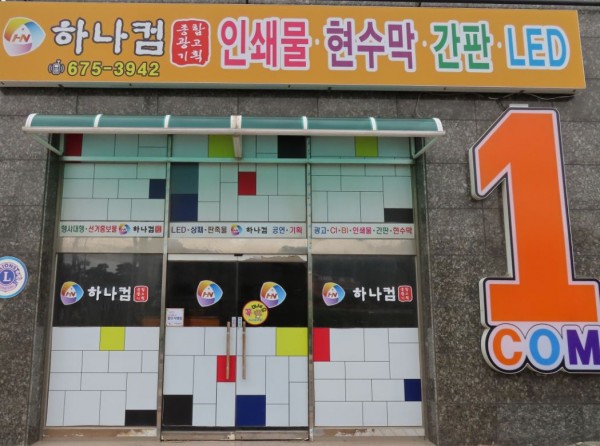 하나컴 종합광고기획 인쇄물·현수막·간판·LED
675-3942
1
COM
행사대행·선거홍보물 하나컴
LED·상패·판촉물 하나컴 공연·기획
광고·CI·BI·인쇄물·간판·현수막
하나컴
하나컴
L